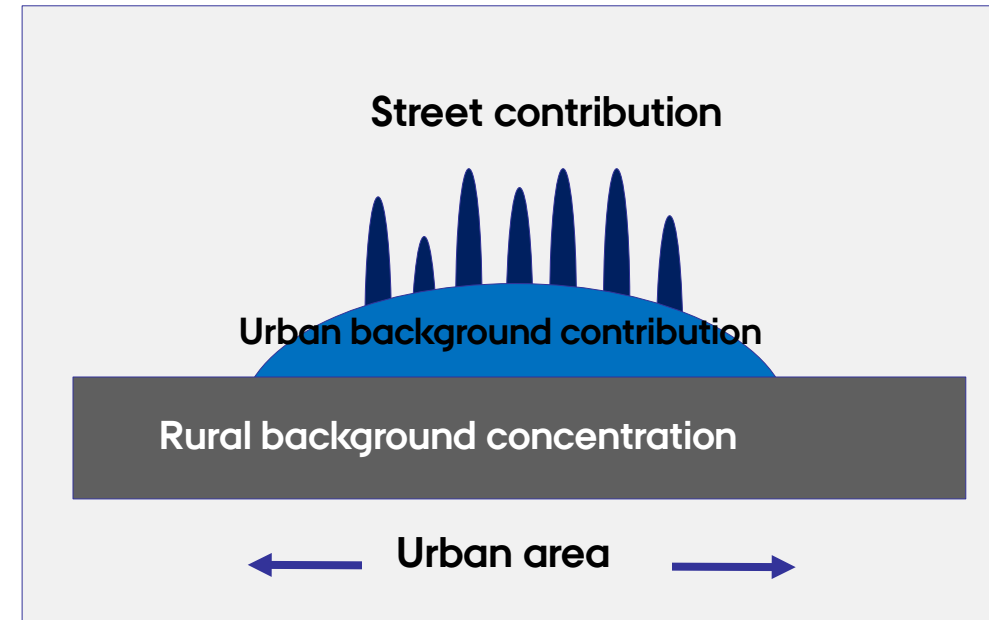 Street contribution
Urban background contribution
Rural background concentration
Urban area